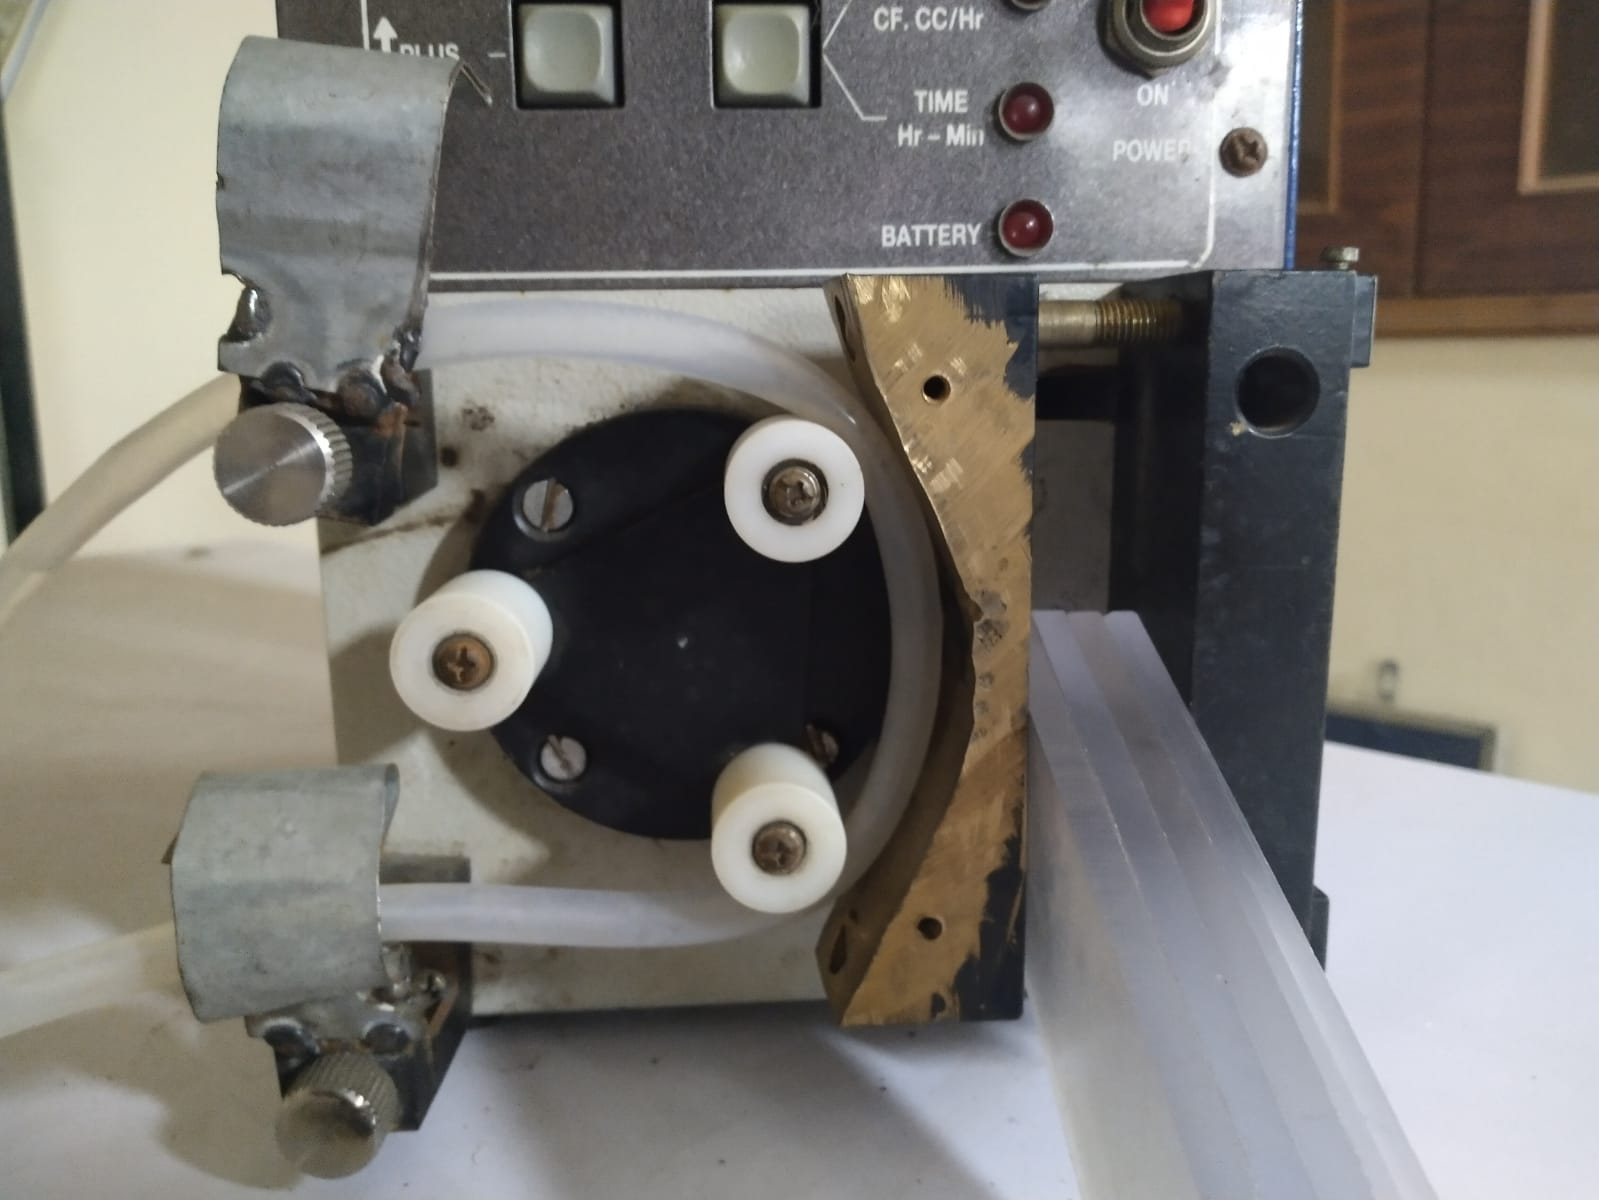 PLUS
CF. CC/Hr
TIME
Hr – Min
ON
POWER
BATTERY